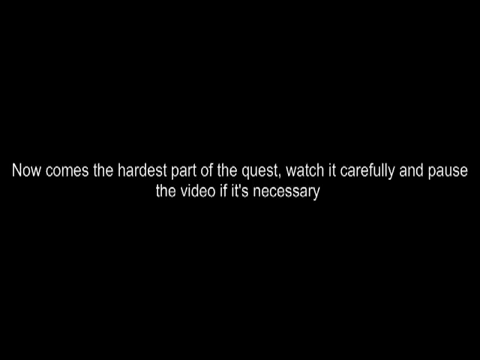 Now comes the hardest part of the quest, watch it carefully and pause
the video if it's necessary